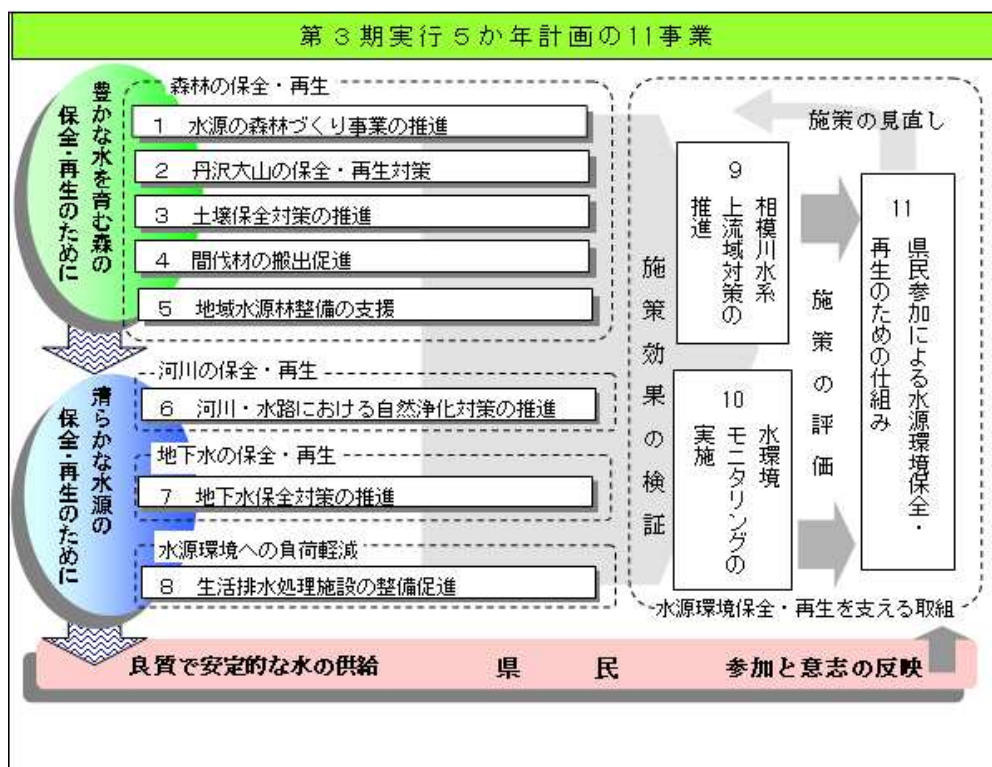 第３期実行５か年計画の11事業
豊かな水を育む森の
保全・再生のために
森林の保全・再生
1 水源の森林づくり事業の推進
2 丹沢大山の保全・再生対策
3 土壌保全対策の推進
4 間伐材の搬出促進
5 地域水源林整備の支援
清らかな水源の
保全・再生のために
河川の保全・再生
6 河川・水路における自然浄化対策の推進
地下水の保全・再生
7 地下水保全対策の推進
水源環境への負荷軽減
8 生活排水処理施設の整備促進
施策効果の検証
9
相模川水系
上流域対策の
推進
10
水環境
モニタリングの
実施
施策の評価
施策の見直し
11
県民参加による水源環境保全・
再生のための仕組み
水源環境保全・再生を支える取組
良質で安定的な水の供給 県 民 参加と意志の反映